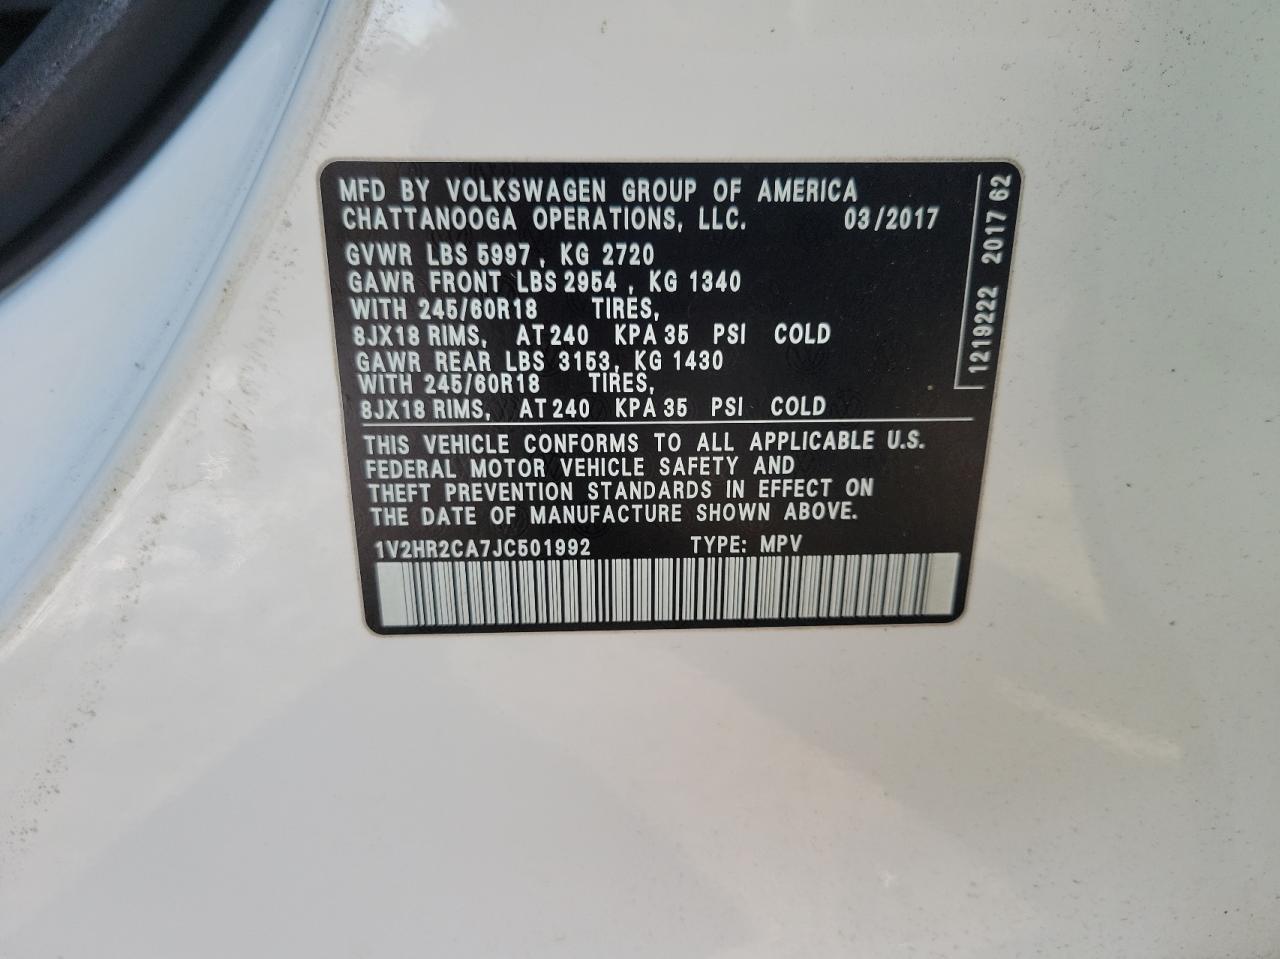 MFD BY VOLKSWAGEN GROUP OF AMERICA
CHATTANOOGA OPERATIONS, LLC. 03/2017
GVWR LBS 5997, KG 2720
GAWR FRONT LBS 2954, KG 1340
WITH 245/60R18 TIRES,
8JX18 RIMS, AT 240 KPA 35 PSI COLD
GAWR REAR LBS 3153, KG 1430
WITH 245/60R18 TIRES,
8JX18 RIMS, AT 240 KPA 35 PSI COLD
1219222 2017 62
THIS VEHICLE CONFORMS TO ALL APPLICABLE U.S.
FEDERAL MOTOR VEHICLE SAFETY AND
THEFT PREVENTION STANDARDS IN EFFECT ON
THE DATE OF MANUFACTURE SHOWN ABOVE.
1V2HR2CA7JC501992 TYPE: MPV